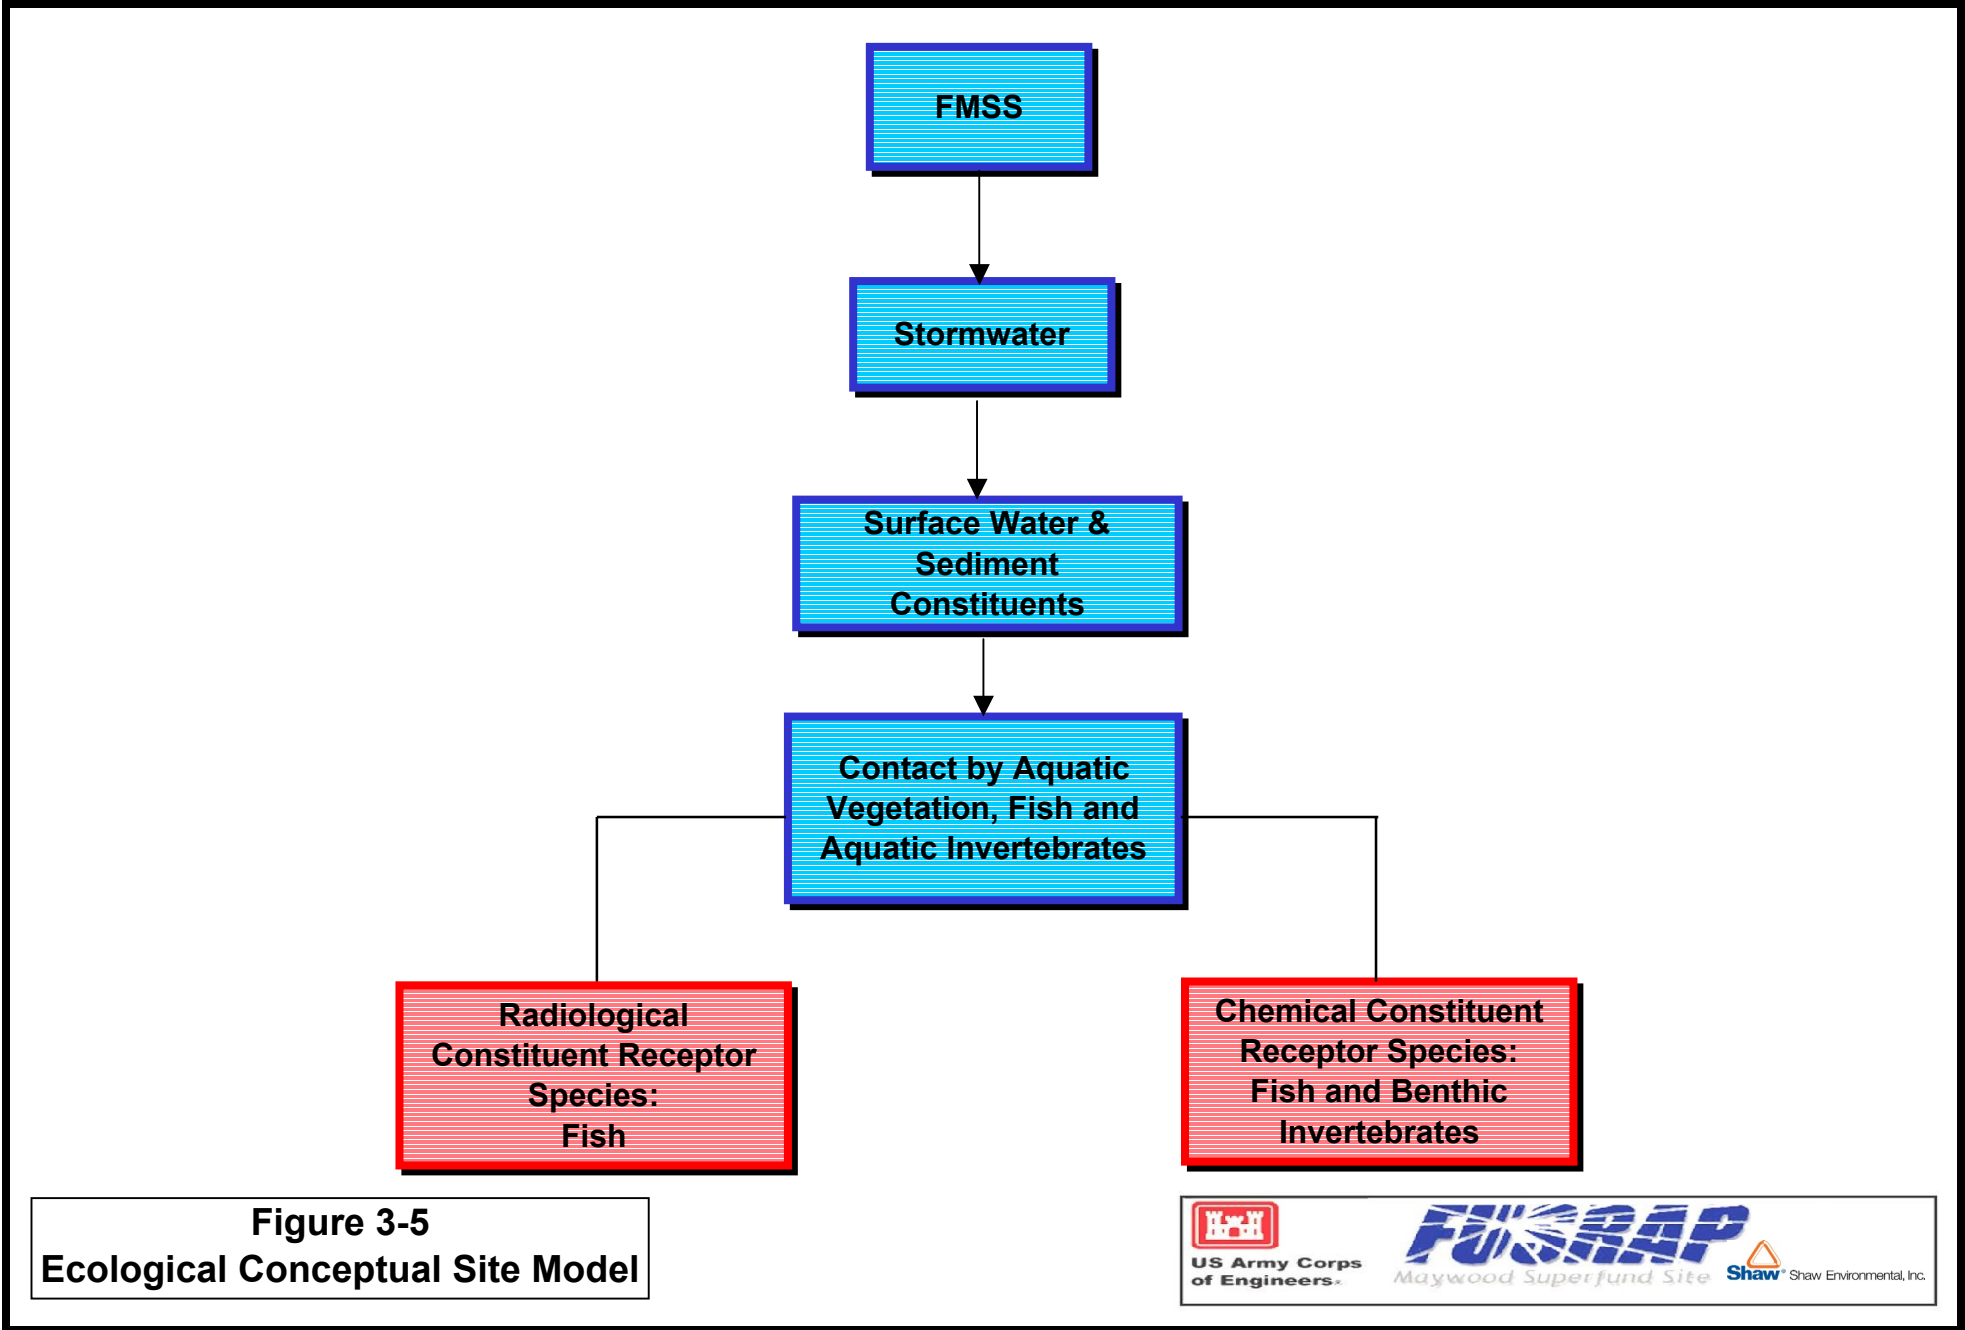 FMSS
Stormwater
Surface Water &
Sediment
Constituents
Contact by Aquatic
Vegetation, Fish and
Aquatic Invertebrates
Radiological
Constituent Receptor
Species:
Fish
Chemical Constituent
Receptor Species:
Fish and Benthic
Invertebrates
Figure 3-5
Ecological Conceptual Site Model
US Army Corps
of Engineers®
FUSRAP
Maywood Superfund Site
Shaw® Shaw Environmental, Inc.